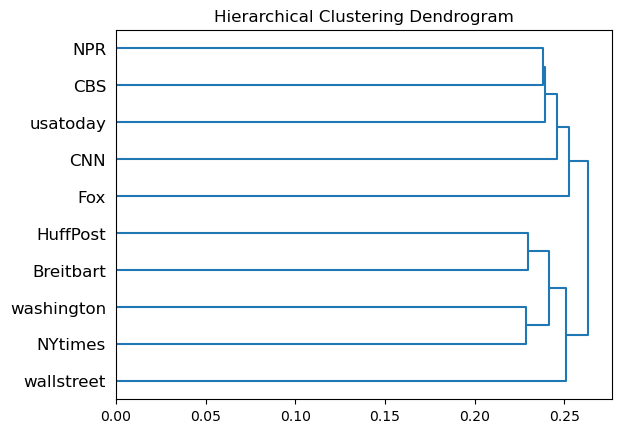 Hierarchical Clustering Dendrogram
NPR
CBS
usatoday
CNN
Fox
HuffPost
Breitbart
washington
NYtimes
wallstreet
0.00 0.05 0.10 0.15 0.20 0.25